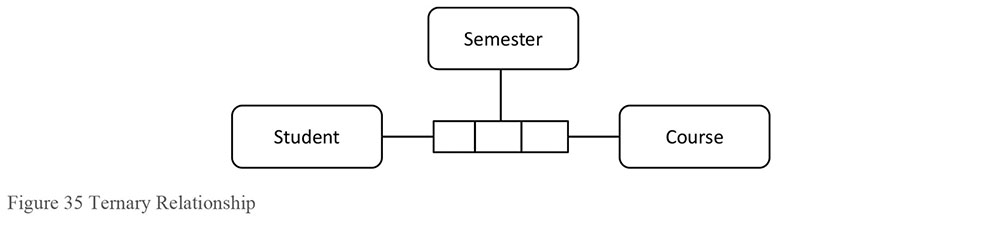 Semester
Student
Course
Figure 35 Ternary Relationship